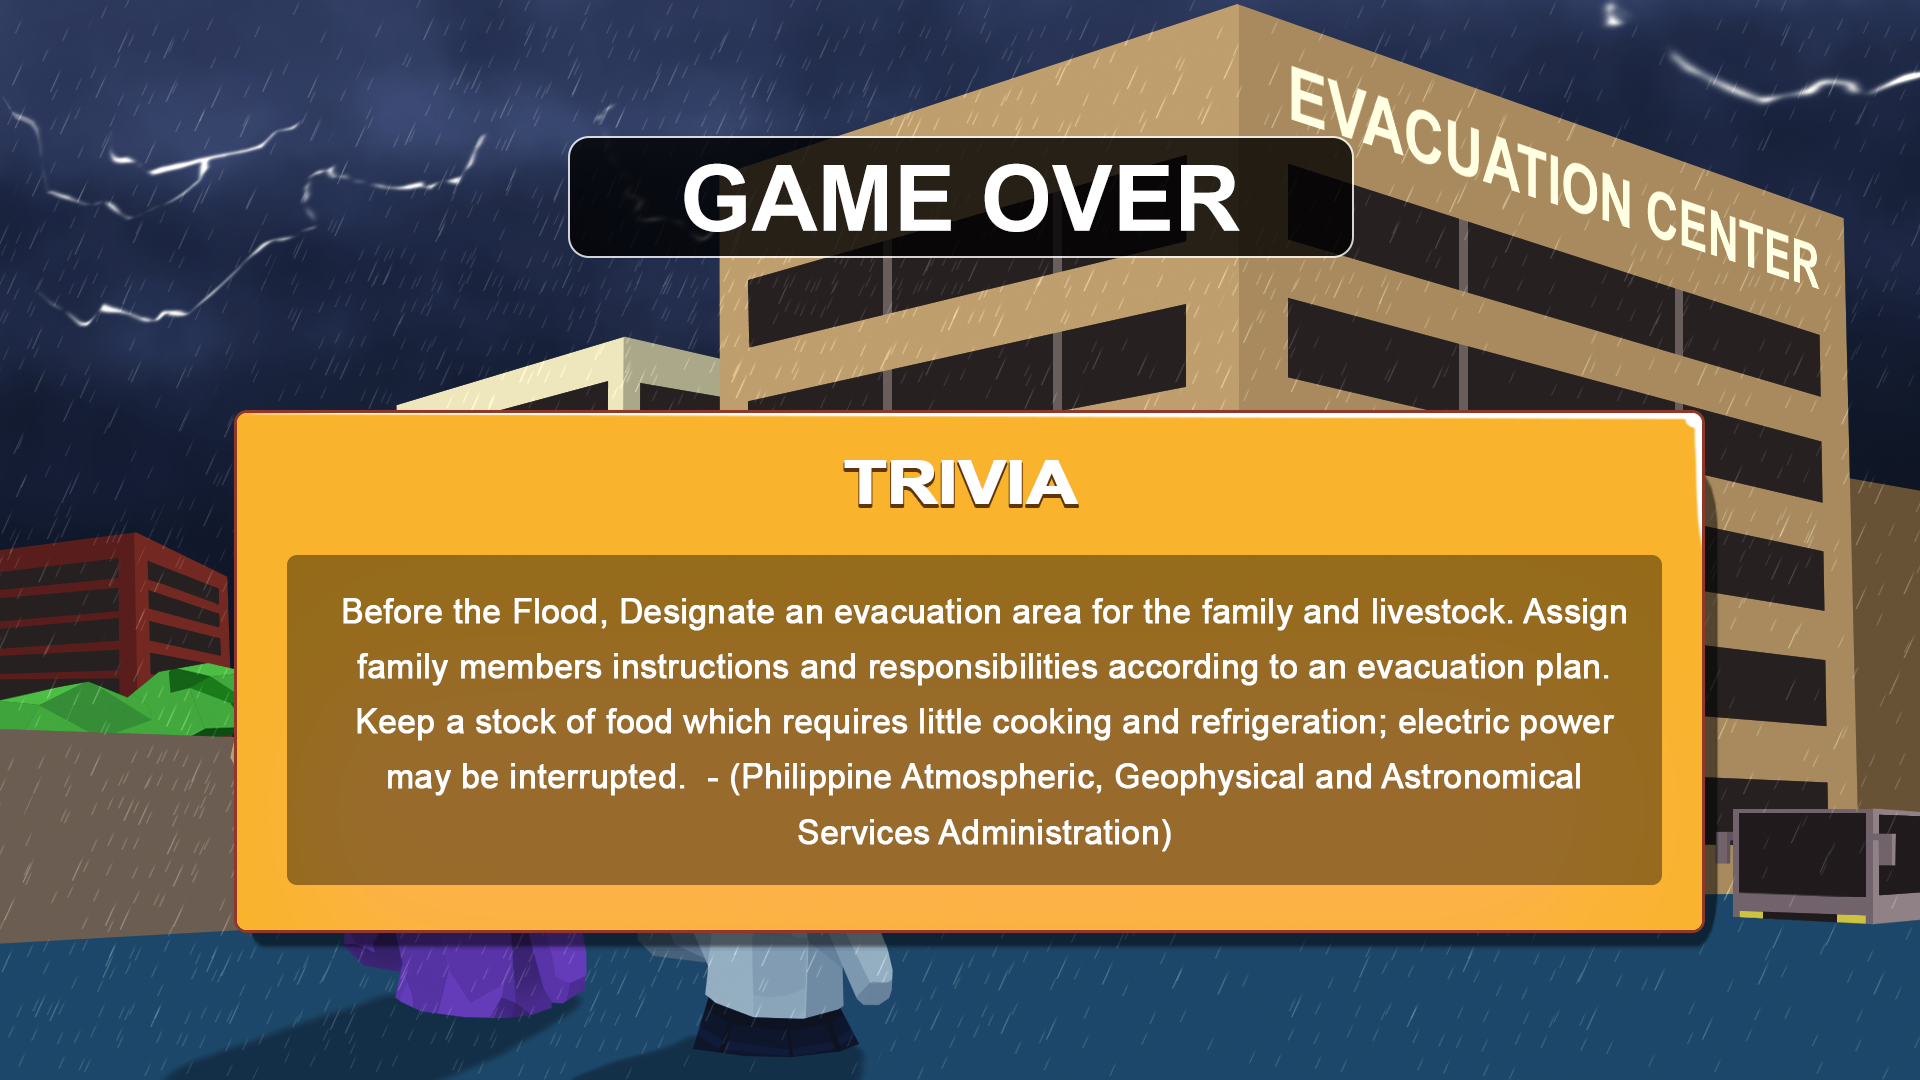 EVACUATION CENTER
GAME OVER
TRIVIA
Before the Flood, Designate an evacuation area for the family and livestock. Assign
family members instructions and responsibilities according to an evacuation plan.
Keep a stock of food which requires little cooking and refrigeration; electric power
may be interrupted.  - (Philippine Atmospheric, Geophysical and Astronomical
Services Administration)